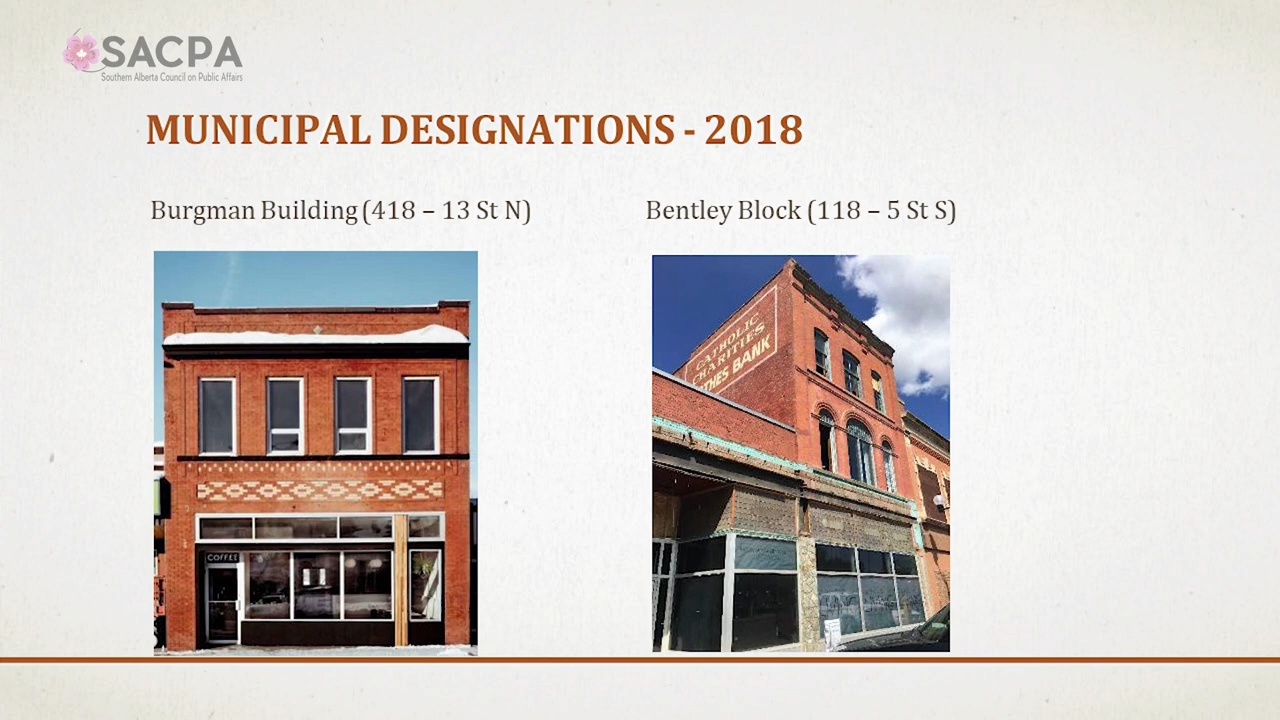 SACPA
Southern Alberta Council on Public Affairs
MUNICIPAL DESIGNATIONS - 2018
Burgman Building (418 – 13 St N)
Bentley Block (118 – 5 St S)
CATHOLIC
CHARITIES
THES BANK
COFFEE